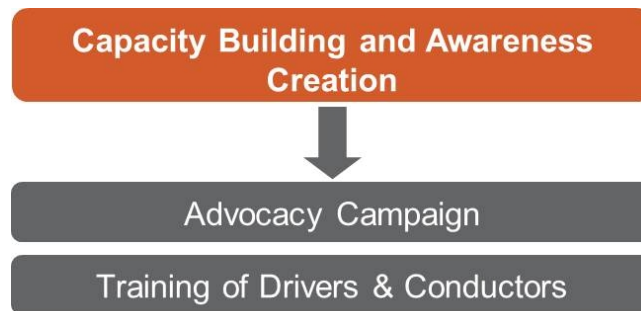 Capacity Building and Awareness
Creation
Advocacy Campaign
Training of Drivers & Conductors